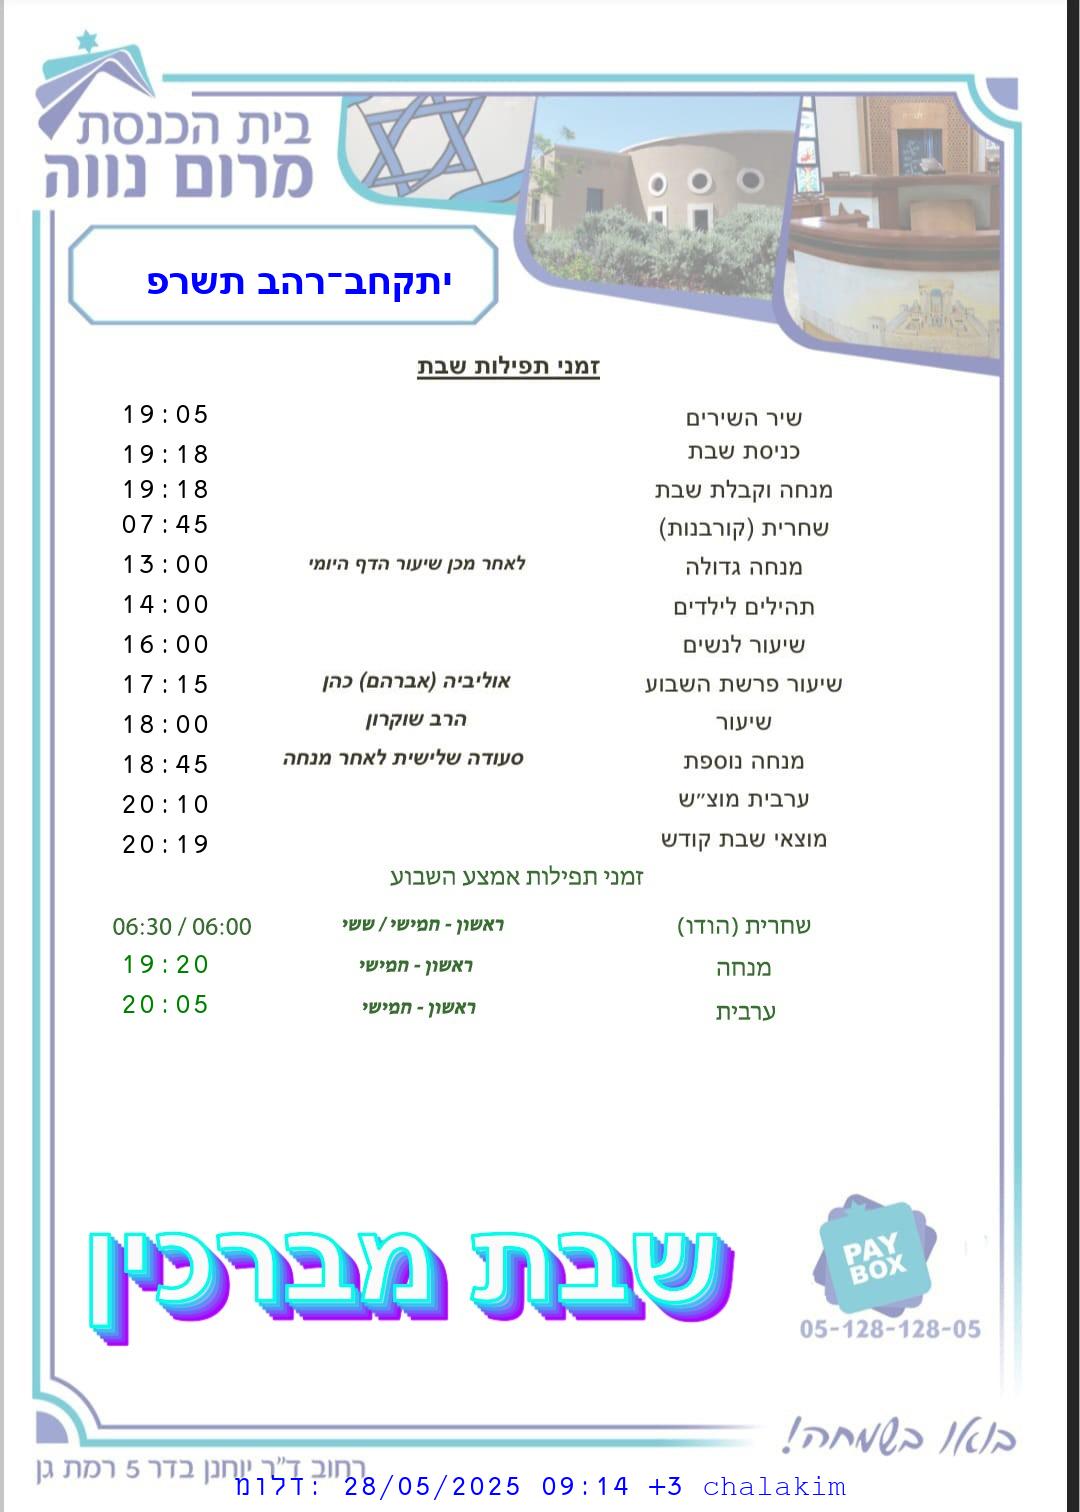 בית הכנסת
מרום נווה
יתקחב־רהב תשרפ
זמני תפילות שבת
שיר השירים 19:05
כניסת שבת 19:18
מנחה וקבלת שבת 19:18
שחרית (קורבנות) 07:45
מנחה גדולה לאחר מכן שיעור הדף היומי 13:00
תהילים לילדים 14:00
שיעור לנשים 16:00
שיעור פרשת השבוע אוליביה (אברהם) כהן 17:15
שיעור הרב שוקרון 18:00
מנחה נוספת סעודה שלישית לאחר מנחה 18:45
ערבית מוצ״ש 20:10
מוצאי שבת קודש 20:19
זמני תפילות אמצע השבוע
שחרית (הודו) ראשון - חמישי / ששי 06:30 / 06:00
מנחה ראשון - חמישי 19:20
ערבית ראשון - חמישי 20:05
שבת מברכין
PAY
BOX
05-128-128-05
בואו בשמחה!
רחוב ד"ר יוחנן בדר 5 רמת גן
דלומ: 28/05/2025 09:14 +3 chalakim